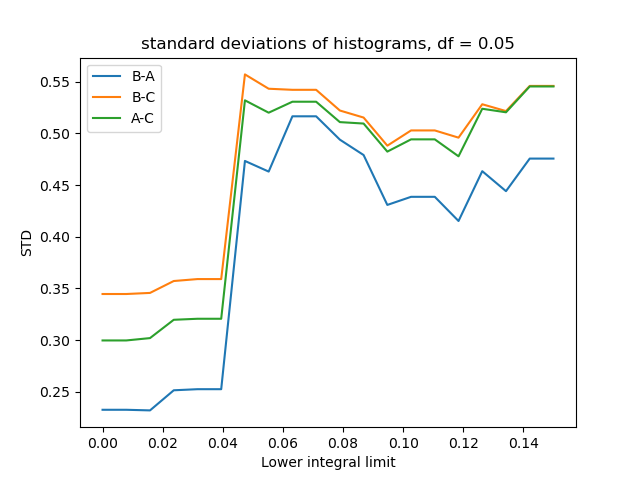 standard deviations of histograms, df = 0.05
B-A
B-C
A-C
STD
0.55
0.50
0.45
0.40
0.35
0.30
0.25
0.00 0.02 0.04 0.06 0.08 0.10 0.12 0.14
Lower integral limit